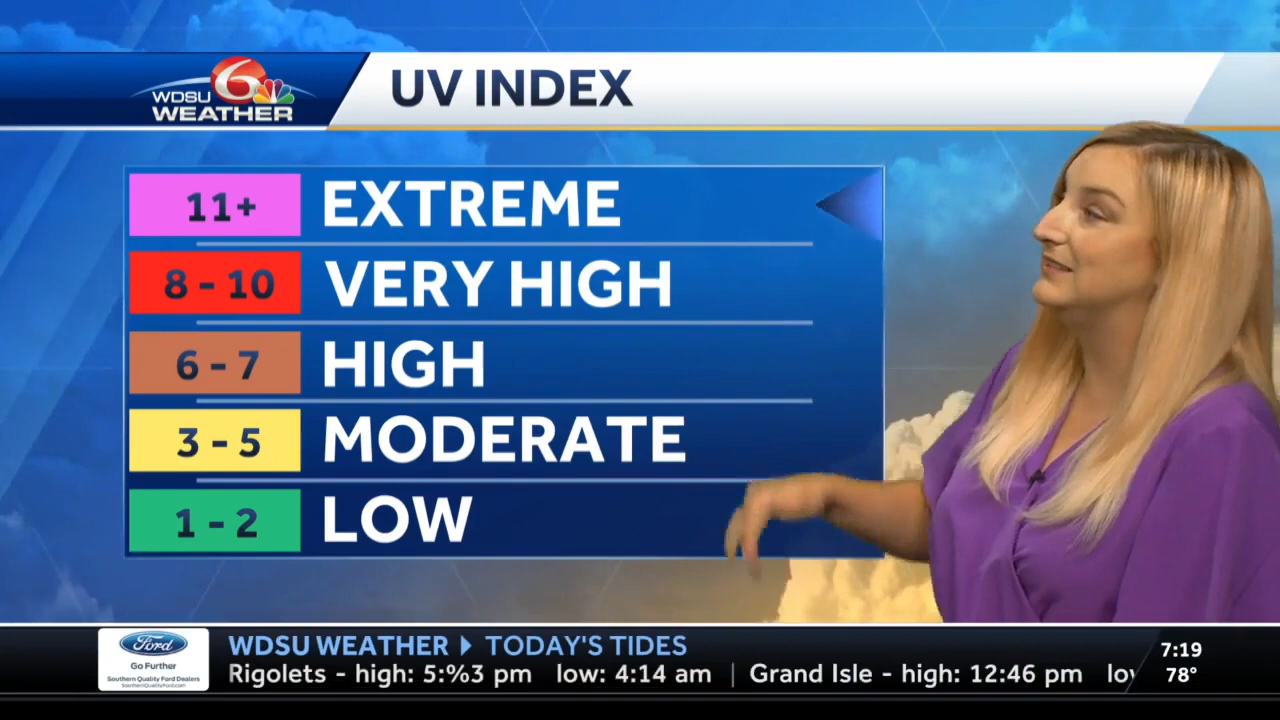 WDSU 6
WEATHER
UV INDEX
11+ EXTREME
8 - 10 VERY HIGH
6 - 7 HIGH
3 - 5 MODERATE
1 - 2 LOW
Ford
Go Further
Southern Quality Ford Dealers
SouthernQualityFord.com
WDSU WEATHER TODAY'S TIDES
Rigolets - high: 5:%3 pm low: 4:14 am | Grand Isle - high: 12:46 pm
7:19
78°